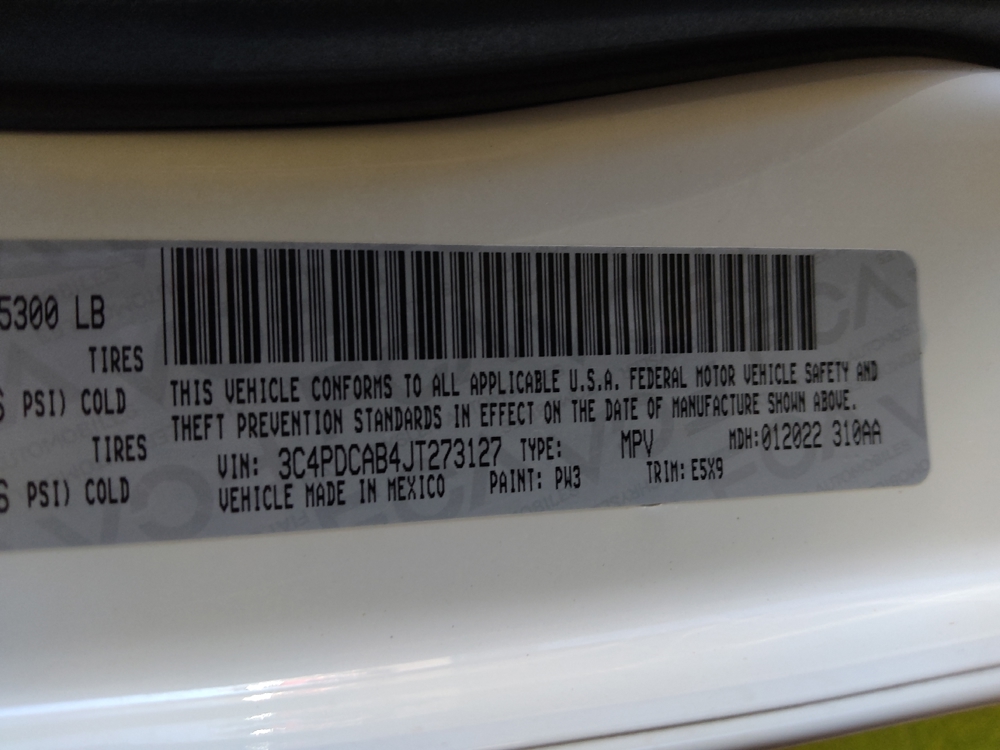 5300 LB
TIRES
PSI) COLD
TIRES
PSI) COLD
THIS VEHICLE CONFORMS TO ALL APPLICABLE U.S.A. FEDERAL MOTOR VEHICLE SAFETY AND
THEFT PREVENTION STANDARDS IN EFFECT ON THE DATE OF MANUFACTURE SHOWN ABOVE.
VIN: 3C4PDCAB4JT273127 TYPE: MPV MDH:012022 310AA
VEHICLE MADE IN MEXICO PAINT: PW3 TRIM: E5X9